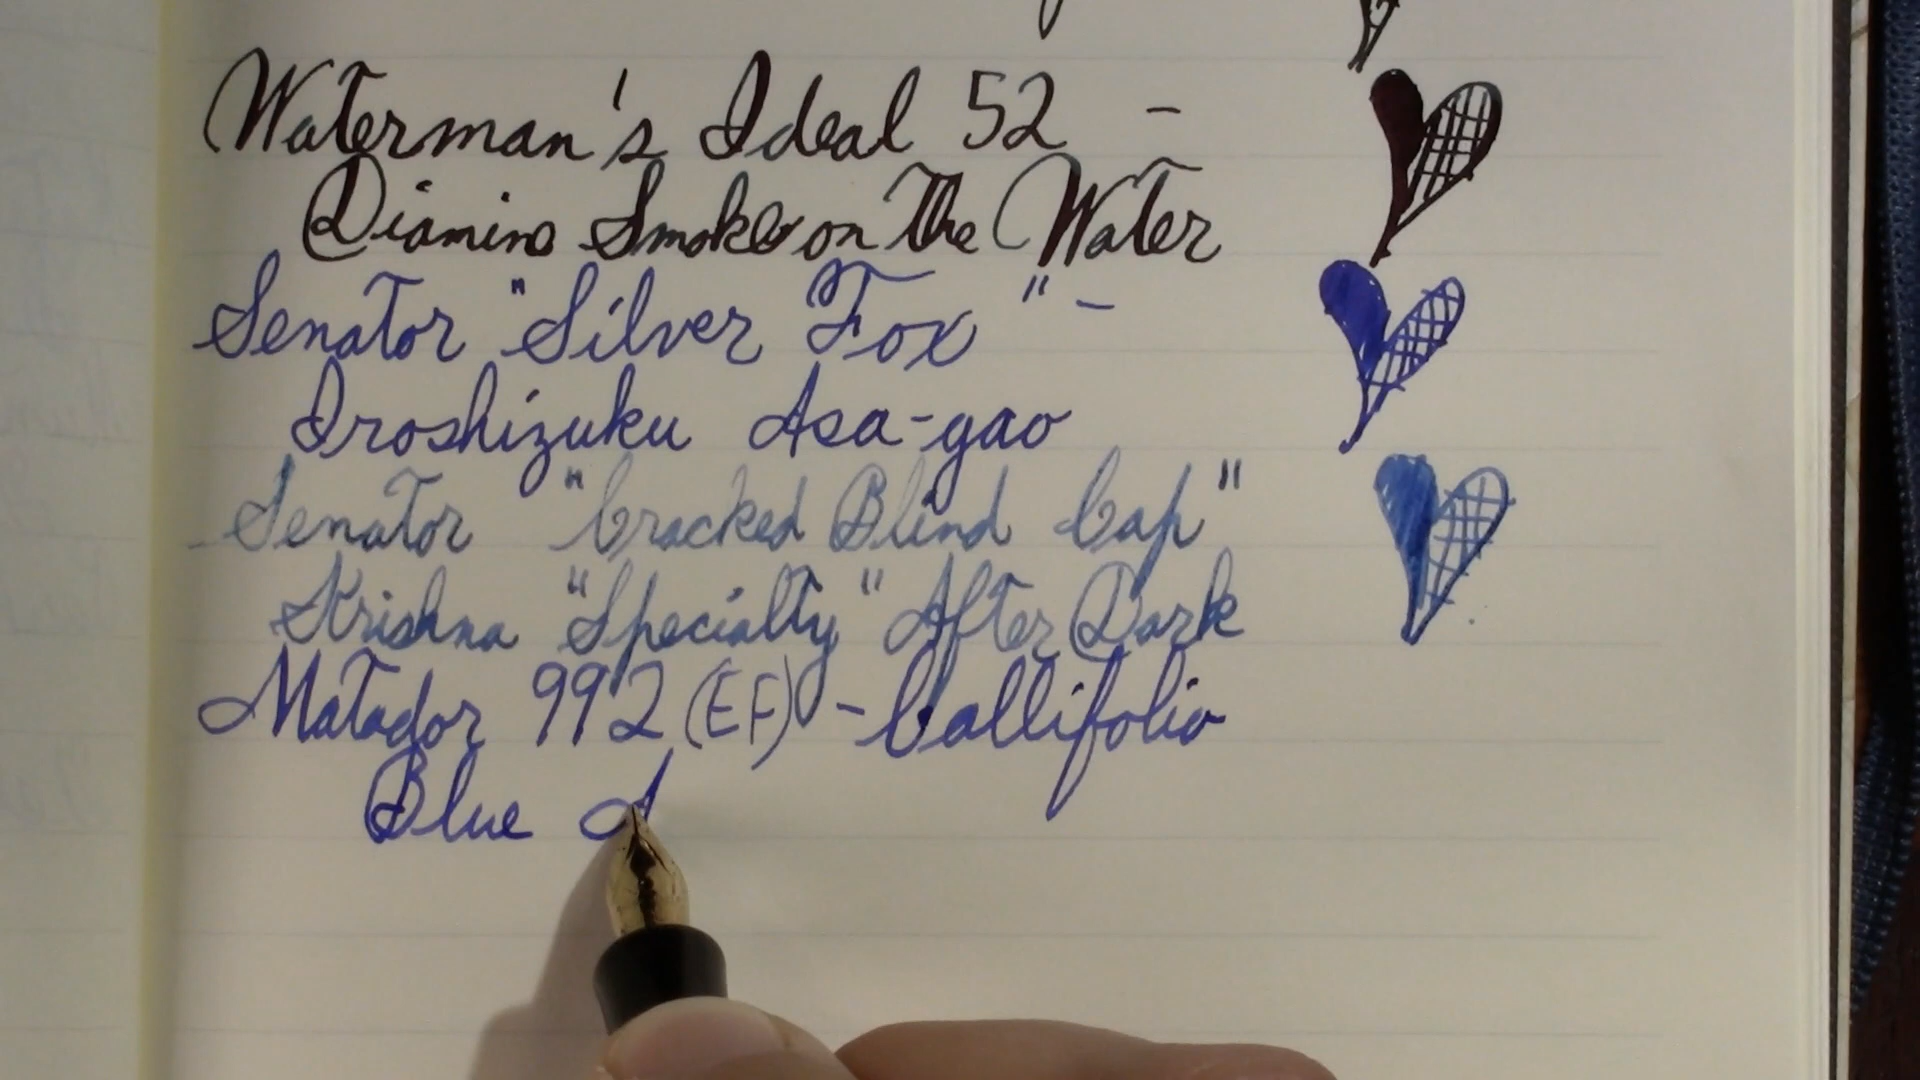 Waterman's Ideal 52 -
Diamine Smoke on The Water
Senator "Silver Fox" -
Iroshizuku Asa-gao
Senator "Cracked Blind Cap"
Krishna "Specialty" After Dark
Matador 992 (EF) - Callifolio
Blue A